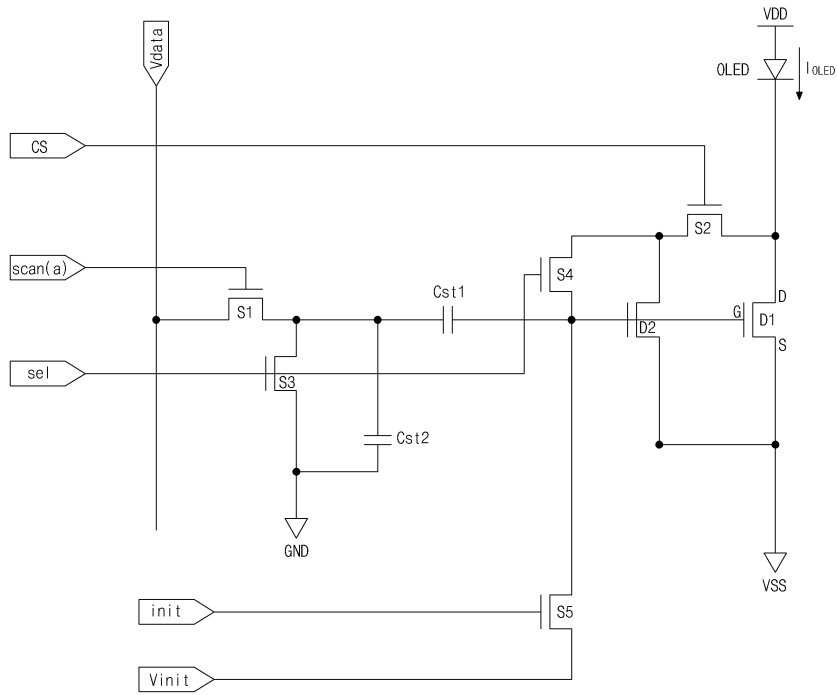 VDD
Vdata
OLED
IOLED
CS
S2
scan(a)
S4
Cst1
D
S1
G
D2
D1
S
sel
S3
Cst2
GND
VSS
init
S5
Vinit